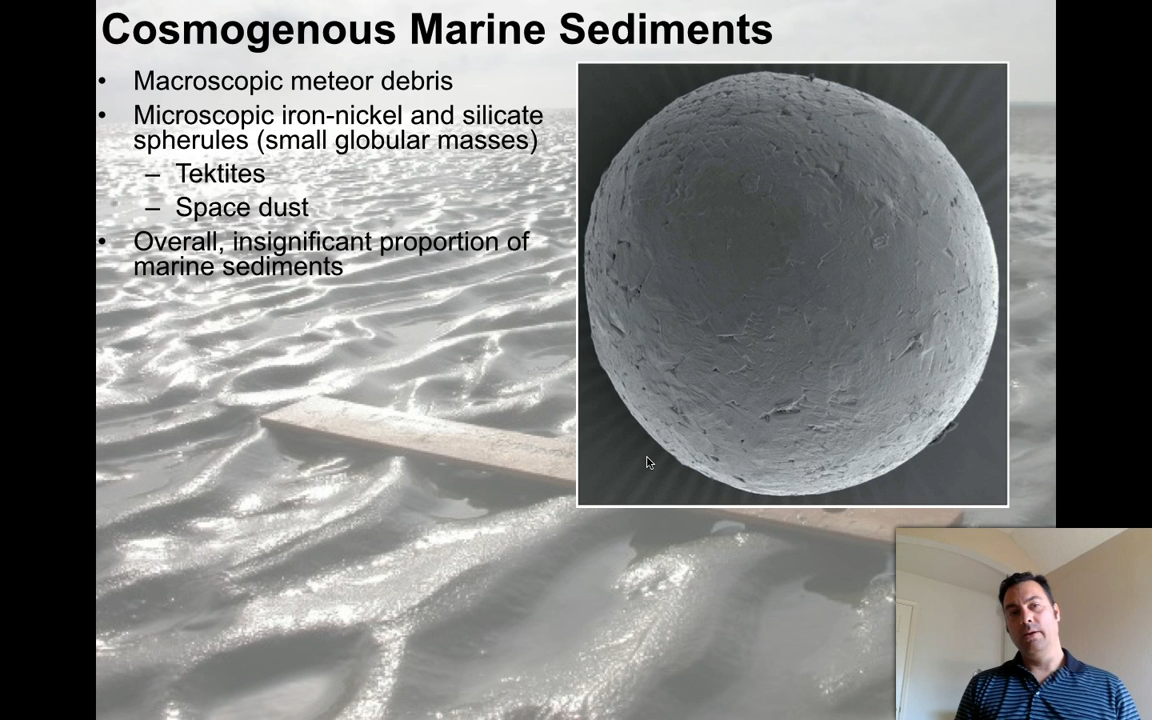 Cosmogenous Marine Sediments
• Macroscopic meteor debris
• Microscopic iron-nickel and silicate
spherules (small globular masses)
– Tektites
– Space dust
• Overall, insignificant proportion of
marine sediments